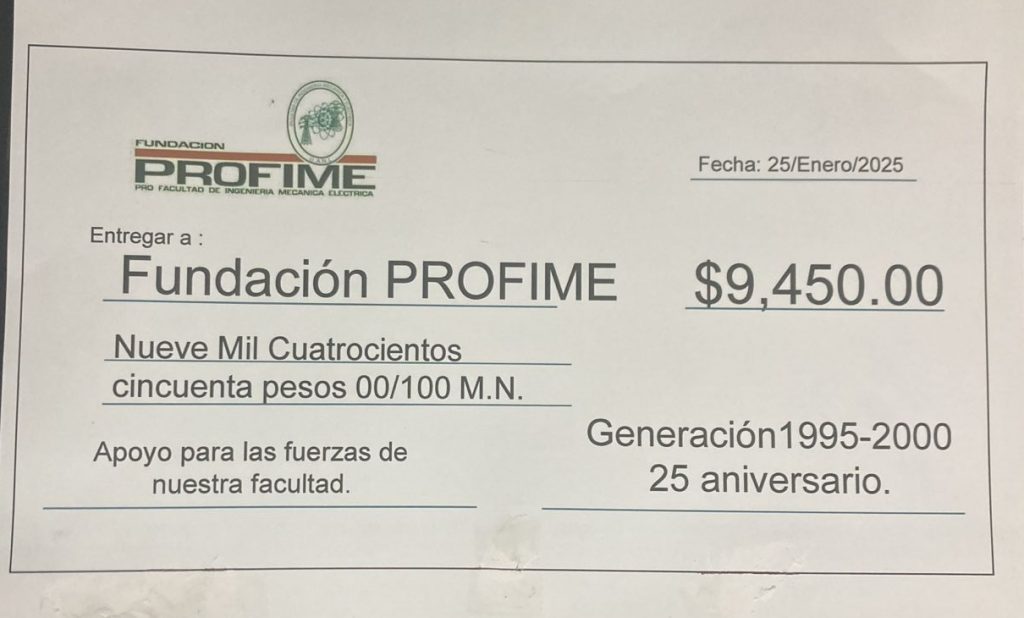 FUNDACION
PROFIME
PRO FACULTAD DE INGENIERIA MECANICA ELECTRICA
Fecha: 25/Enero/2025
Entregar a :
Fundación PROFIME
$9,450.00
Nueve Mil Cuatrocientos
cincuenta pesos 00/100 M.N.
Apoyo para las fuerzas de
nuestra facultad.
Generación1995-2000
25 aniversario.